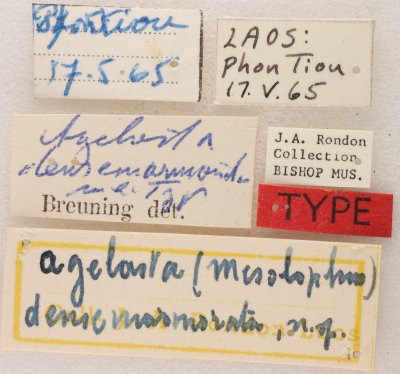 Phontiou
17.5.65
LAOS:
Phon Tiou
17.V.65
Agelasta
densemarmorata
Breuning dét.
J.A. Rondon
Collection
BISHOP MUS.
TYPE
agelasta (mesolophus)
densemarmorata, n.sp.